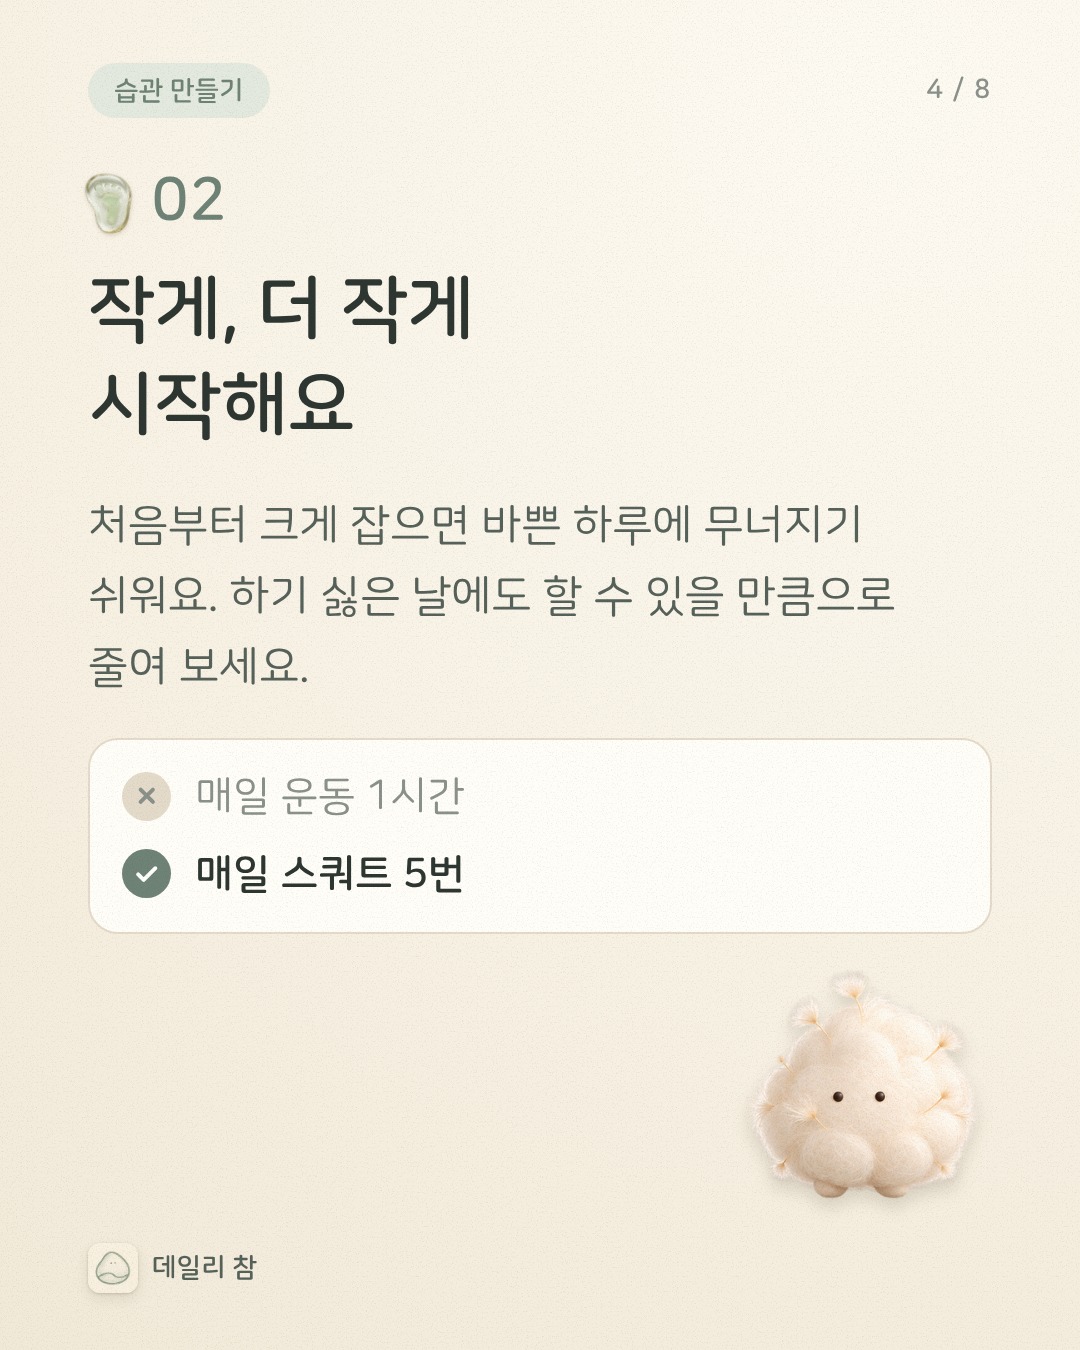 습관 만들기
4 / 8
02
작게, 더 작게
시작해요
처음부터 크게 잡으면 바쁜 하루에 무너지기
쉬워요. 하기 싫은 날에도 할 수 있을 만큼으로
줄여 보세요.
매일 운동 1시간
매일 스쿼트 5번
데일리 참